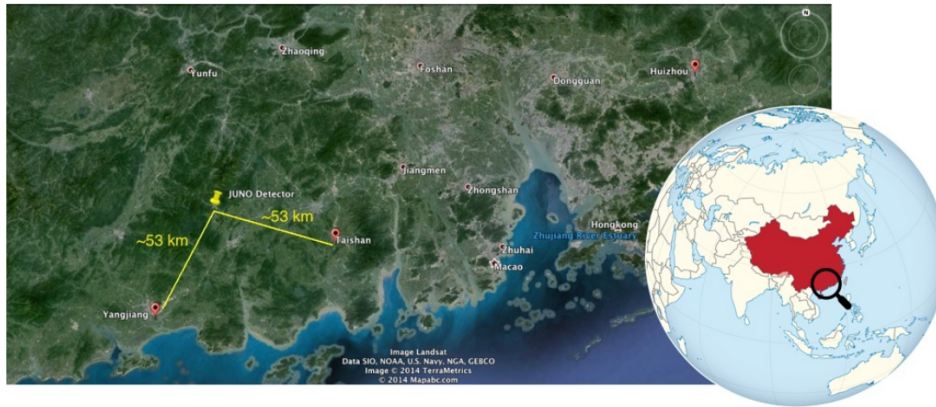 N
Zhaoqing
Yunfu
Foshan
Dongguan
Huizhou
Jiangmen
JUNO Detector
Zhongshan
~53 km
Taishan
Hongkong
~53 km
Zhujiang River Estuary
Zhuhai
Macao
Yangjiang
Image Landsat
Data SIO, NOAA, U.S. Navy, NGA, GEBCO
Image © 2014 TerraMetrics
© 2014 Mapabc.com